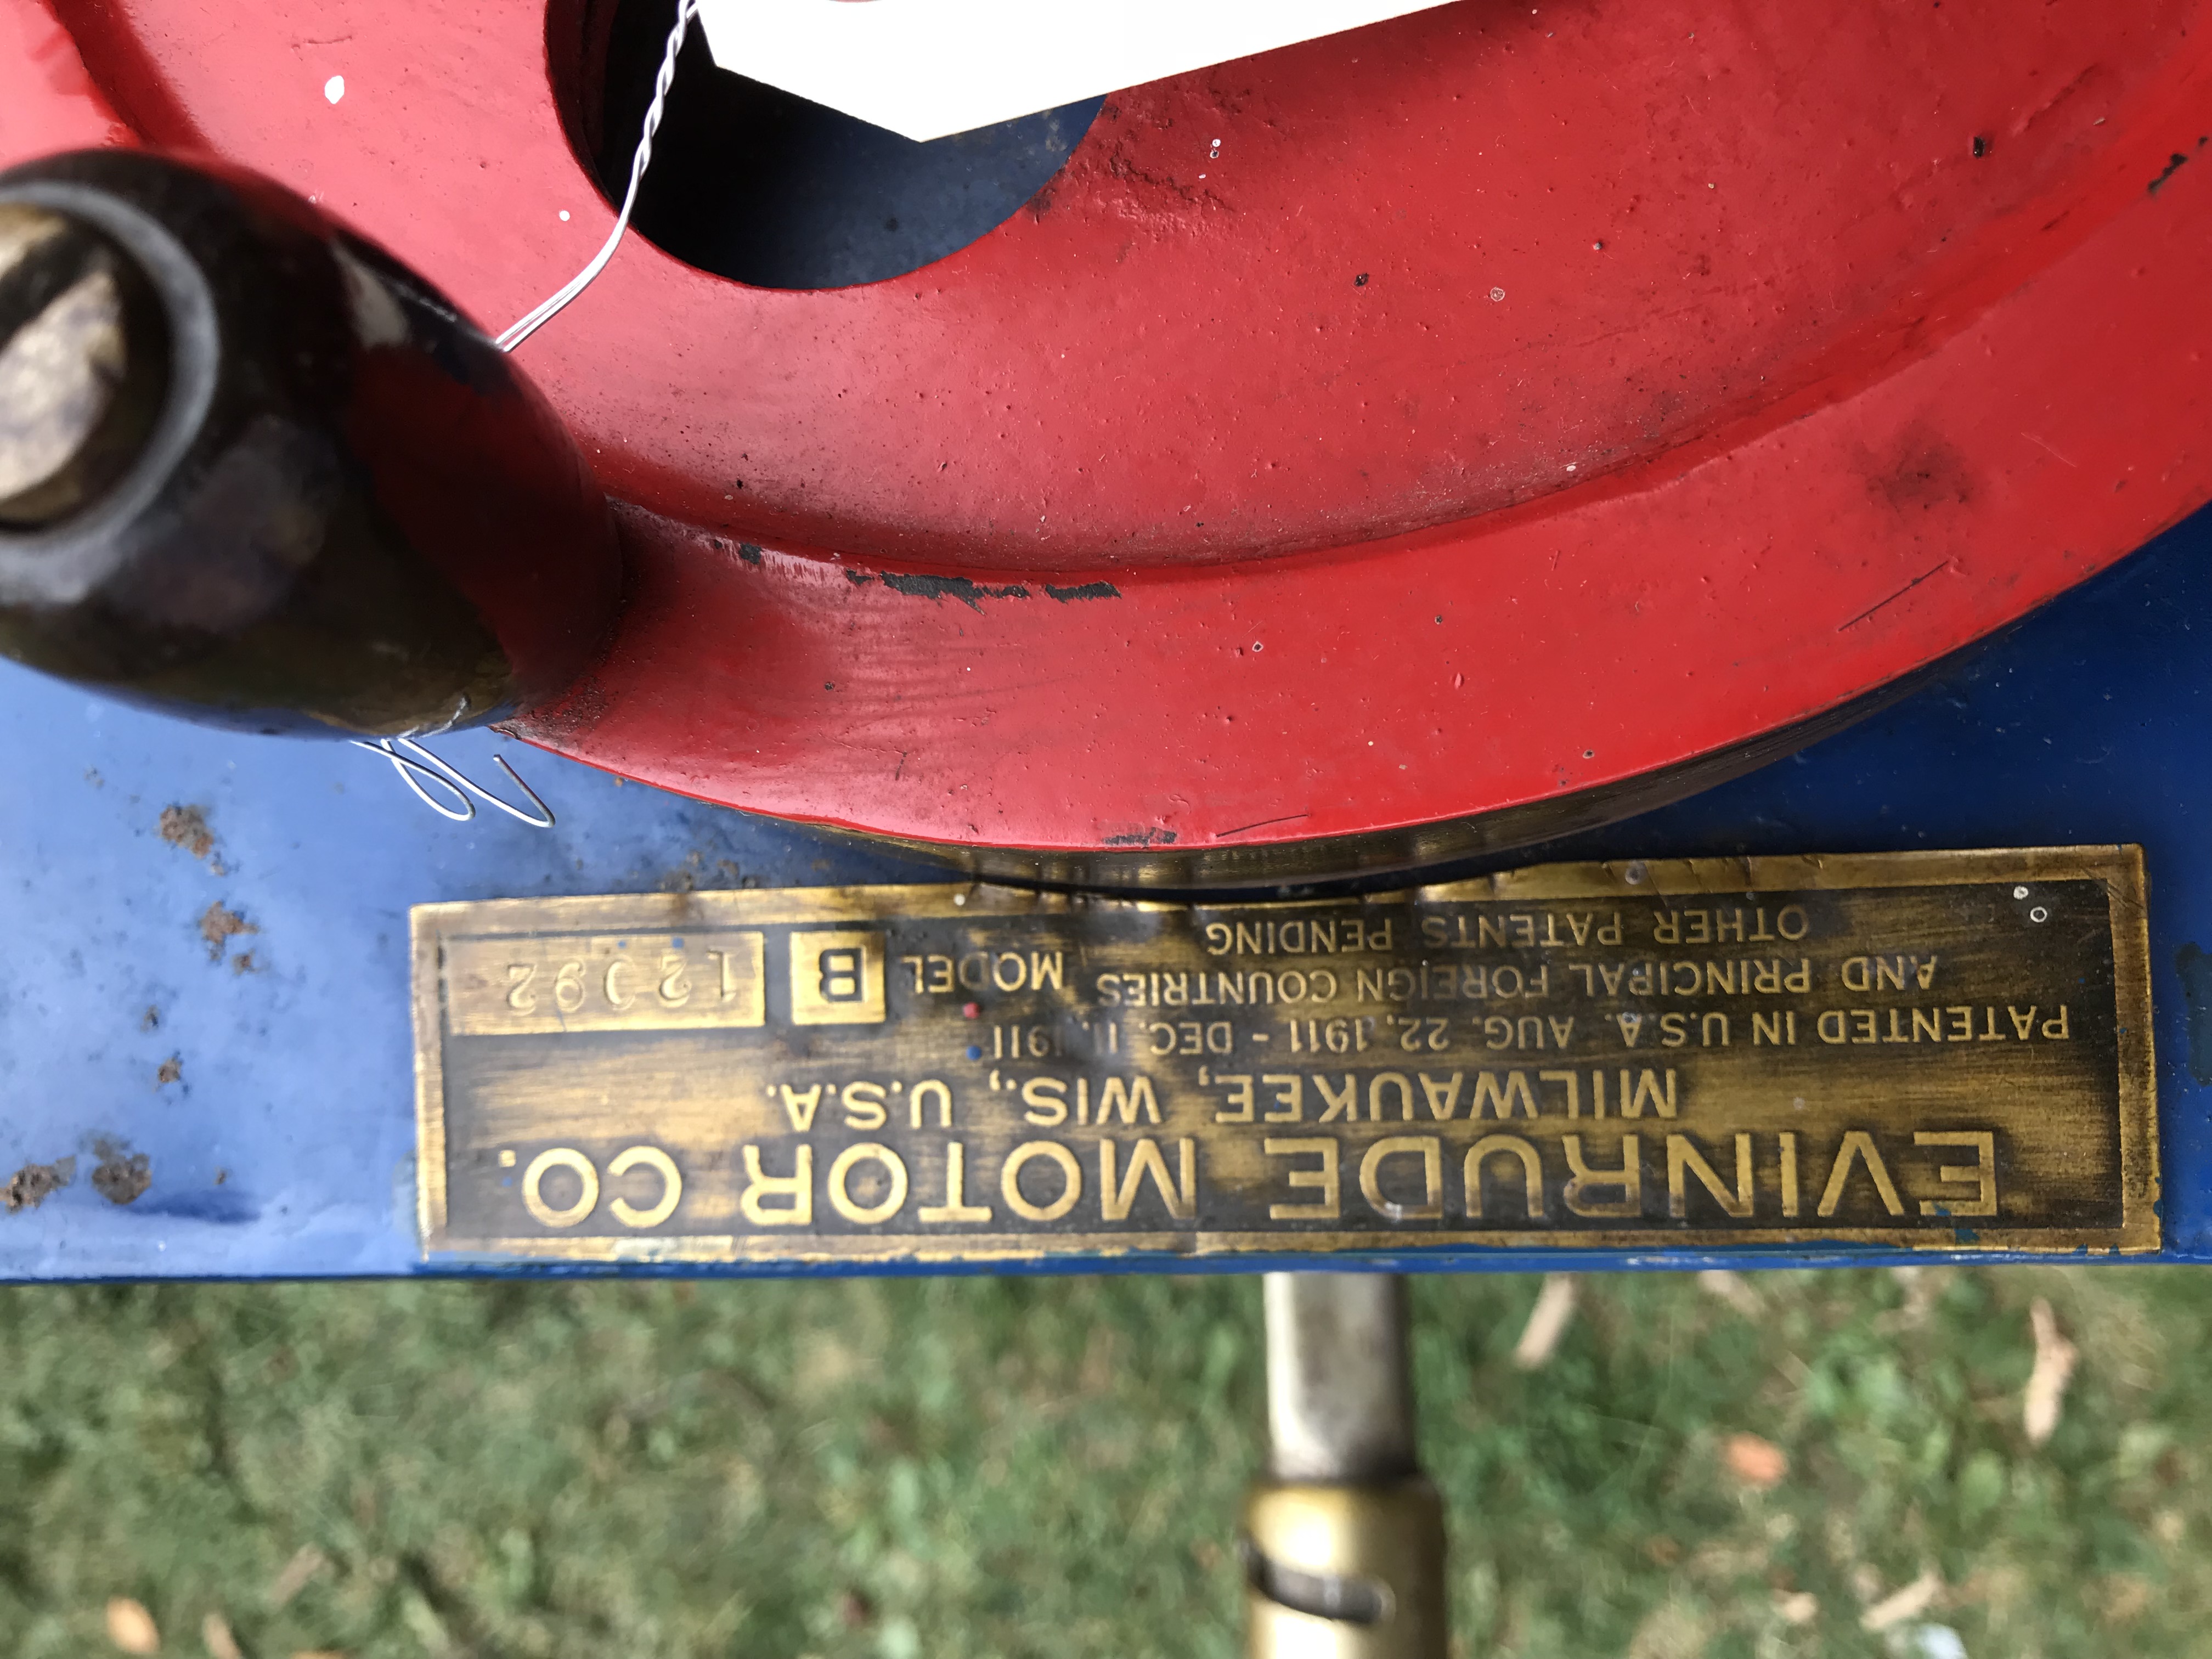 EVINRUDE MOTOR CO.
MILWAUKEE, WIS., U.S.A.
PATENTED IN U.S.A. AUG. 22, 1911 - DEC. 11, 1911
AND PRINCIPAL FOREIGN COUNTRIES MODEL B 12092
OTHER PATENTS PENDING